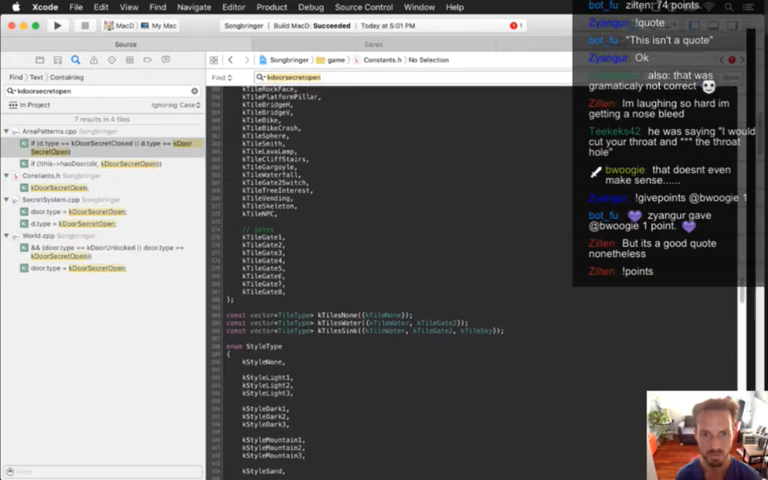 Xcode File Edit View Find Navigate Editor Product Debug Source Control Window Help
MacD My Mac
Songbringer Build MacD: Succeeded Today at 5:01 PM
1
Source
Saves
Songbringer game Constants.h No Selection
Find Text Containing
Find
kdoorsecretopen
kdoorsecretopen
In Project
Ignoring Case
7 results in 4 files
AreaPatterns.cpp Songbringer
if (d.type == kDoorSecretClosed || d.type == kDoor
SecretOpen)
if (!this->hasDoor(dir, kDoorSecretOpen))
Constants.h Songbringer
kDoorSecretOpen,
SecretSystem.cpp Songbringer
door.type = kDoorSecretOpen;
d.type = kDoorSecretOpen;
World.cpp Songbringer
&& (door.type == kDoorUnlocked || door.type ==
kDoorSecretOpen))
door.type = kDoorSecretOpen;
kTileRockFace,
kTilePlatformPillar,
kTileBridgeH,
kTileBridgeV,
kTileBike,
kTileBikeCrash,
kTileSphere,
kTileSmith,
kTileLavaLamp,
kTileCliffStairs,
kTileGargoyle,
kTileWaterfall,
kTileGate2Switch,
kTileTreeInterest,
kTileVending,
kTileSkeleton,
kTileNPC,
// gates
kTileGate1,
kTileGate2,
kTileGate3,
kTileGate4,
kTileGate5,
kTileGate6,
kTileGate7,
kTileGate8,
};
const vector<TileType> kTilesNone({kTileNone});
const vector<TileType> kTilesWater({kTileWater, kTileGate2});
const vector<TileType> kTilesSink({kTileWater, kTileGate2, kTileSky});
enum StyleType
{
kStyleNone,
kStyleLight1,
kStyleLight2,
kStyleLight3,
kStyleDark1,
kStyleDark2,
kStyleDark3,
kStyleMountain1,
kStyleMountain2,
kStyleMountain3,
kStyleSand,
bot_fu zilten: 74 points.
Zyangur !quote
bot_fu "This isn't a quote"
Zyangur Ok
also: that was
gramaticaly not correct
Zilten: Im laughing so hard im
getting a nose bleed
Teekeks42 he was saying "I would
cut your throat and *** the throat
hole"
bwoogie that doesnt even
make sense......
Zyangur !givepoints @bwoogie 1
bot_fu zyangur gave
@bwoogie 1 point.
Zilten: But its a good quote
nonetheless
Zilten: !points